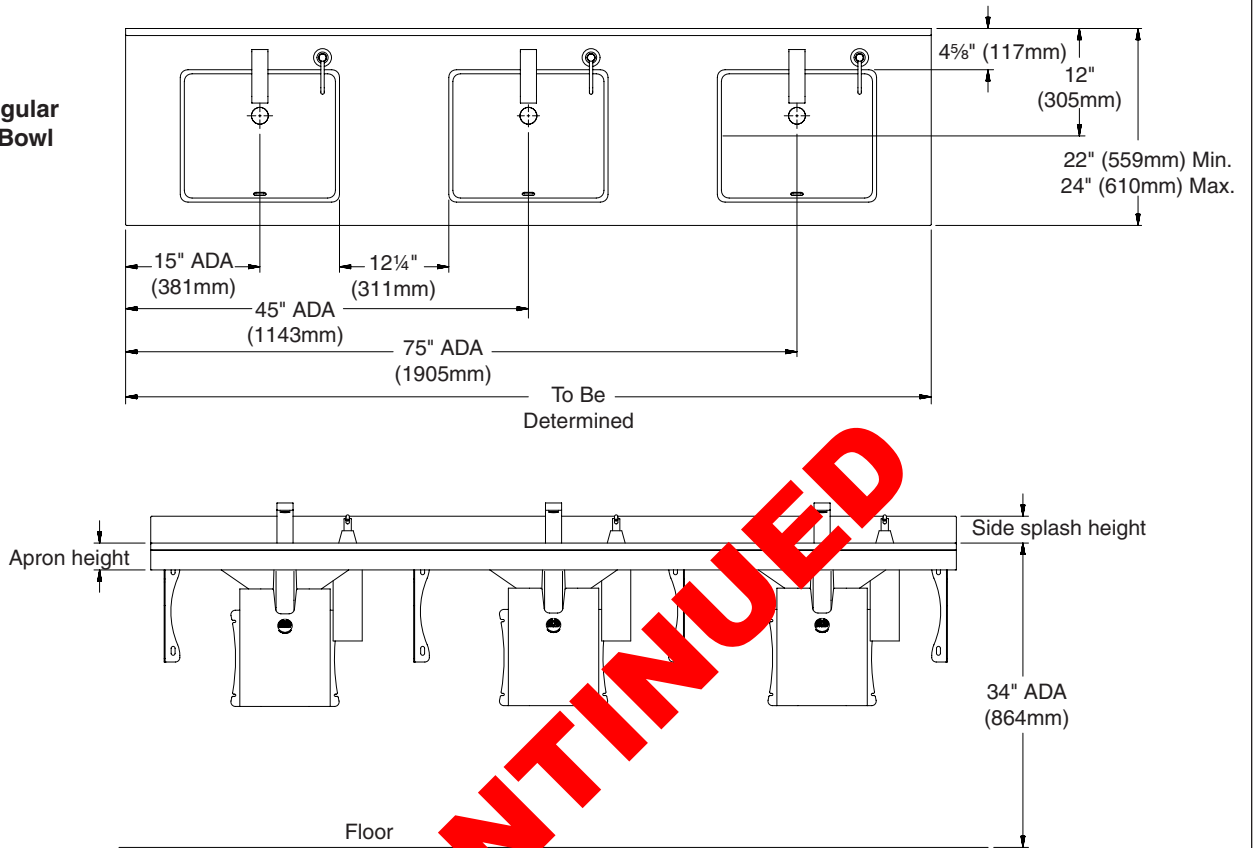 4⅝" (117mm)
12"
(305mm)
22" (559mm) Min.
24" (610mm) Max.
gular
Bowl
15" ADA
(381mm)
12¼"
(311mm)
45" ADA
(1143mm)
75" ADA
(1905mm)
To Be
Determined
Side splash height
Apron height
34" ADA
(864mm)
Floor
NTINUED